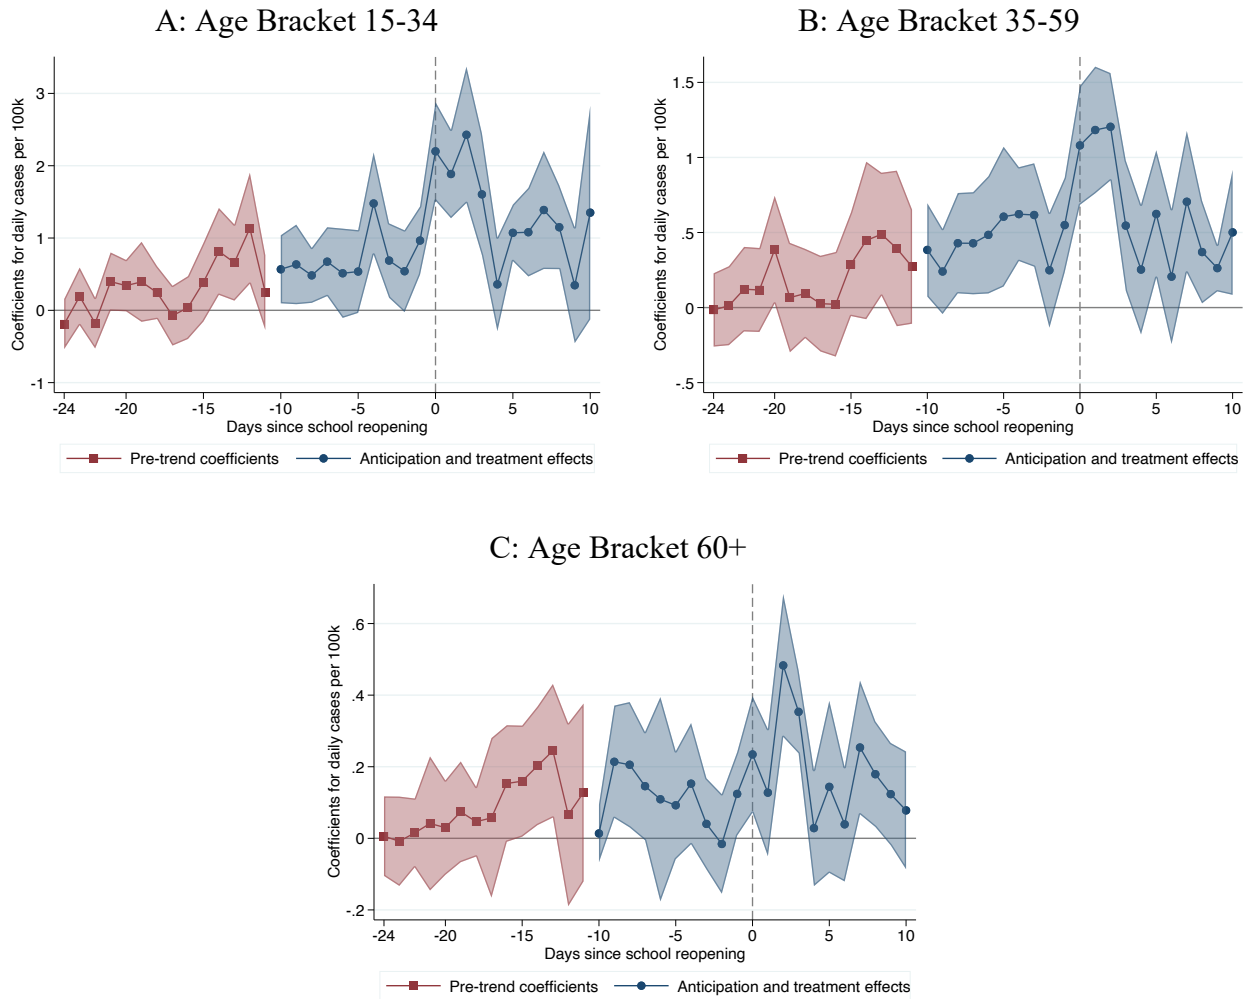 A: Age Bracket 15-34
Coefficients for daily cases per 100k
3
2
1
0
-1
-24 -20 -15 -10 -5 0 5 10
Days since school reopening
Pre-trend coefficients Anticipation and treatment effects
B: Age Bracket 35-59
Coefficients for daily cases per 100k
1.5
1
.5
0
-.5
-24 -20 -15 -10 -5 0 5 10
Days since school reopening
Pre-trend coefficients Anticipation and treatment effects
C: Age Bracket 60+
Coefficients for daily cases per 100k
.6
.4
.2
0
-.2
-24 -20 -15 -10 -5 0 5 10
Days since school reopening
Pre-trend coefficients Anticipation and treatment effects